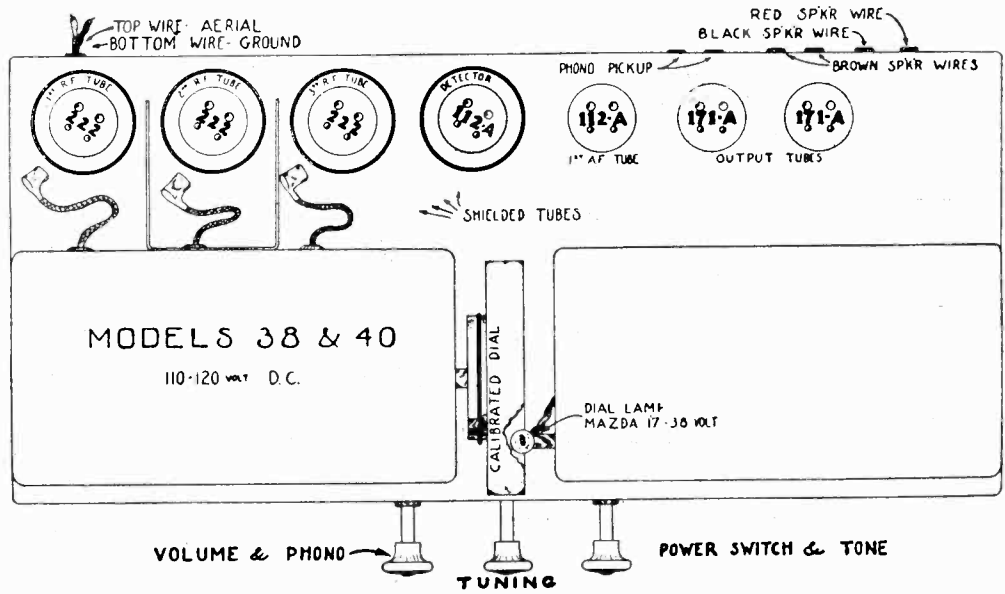 TOP WIRE- AERIAL
BOTTOM WIRE- GROUND
RED SP'KR WIRE
BLACK SP'KR WIRE
PHONO PICKUP
BROWN SP'KR WIRES
1ST R.F. TUBE
222
2ND R.F. TUBE
222
3RD R.F. TUBE
222
DETECTOR
112-A
112-A
1ST AF TUBE
171-A
171-A
OUTPUT TUBES
SHIELDED TUBES
MODELS 38 & 40
110-120 VOLT D.C.
CALIBRATED DIAL
DIAL LAMP
MAZDA 17-38 VOLT
VOLUME & PHONO
TUNING
POWER SWITCH & TONE